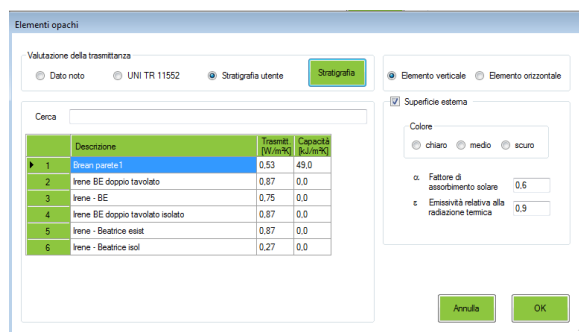 Elementi opachi
Valutazione della trasmittanza
Dato noto UNI TR 11552 Stratigrafia utente Stratigrafia
Elemento verticale Elemento orizzontale
Superficie esterna
Colore
chiaro medio scuro
α Fattore di assorbimento solare 0,6
ε Emissività relativa alla radiazione termica 0,9
Cerca
Descrizione Trasmitt. [W/m²K] Capacità [kJ/m²K]
1 Brean parete 0,53 49,0
2 Irene BE doppio tavolato 0,87 0,0
3 Irene - BE 0,75 0,0
4 Irene BE doppio tavolato isolato 0,87 0,0
5 Irene - Beatrice esist 0,87 0,0
6 Irene - Beatrice isol 0,27 0,0
Annulla OK